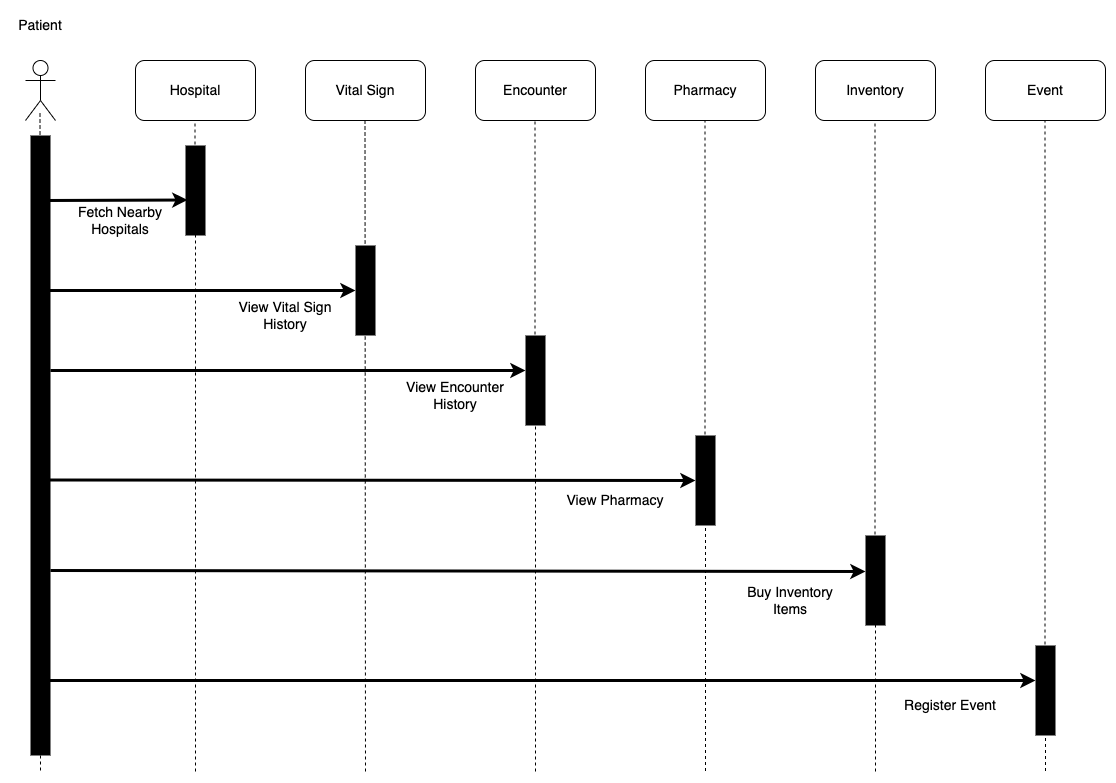 Patient
Hospital
Vital Sign
Encounter
Pharmacy
Inventory
Event
Fetch Nearby
Hospitals
View Vital Sign
History
View Encounter
History
View Pharmacy
Buy Inventory
Items
Register Event